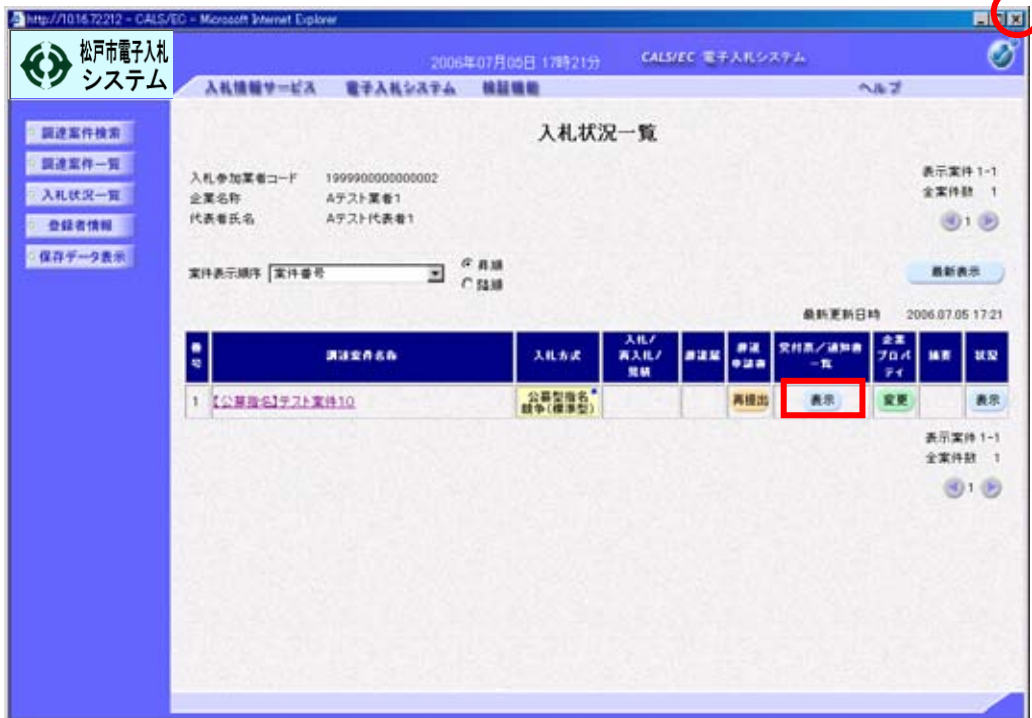 http://10.16.72.212 - CALS/EC - Microsoft Internet Explorer
松戸市電子入札
システム
2006年07月05日 17時21分
CALS/EC 電子入札システム
入札情報サービス
電子入札システム
検証機能
ヘルプ
調達案件検索
調達案件一覧
入札状況一覧
登録者情報
保存データ表示
入札状況一覧
入札参加業者コード 1999900000000002
企業名称 Aテスト業者1
代表者氏名 Aテスト代表者1
表示案件 1-1
全案件数 1
1
案件表示順序 案件番号
昇順
降順
最新表示
最新更新日時 2006.07.05 17:21
番号
調達案件名称
入札方式
入札/
再入札/
見積
辞退届
辞退
申請書
受付票/通知書
一覧
企業
プロパ
ティ
摘要
状況
1 【公募指名】テスト案件10
公募型指名
競争(標準型)
再提出
表示
変更
表示
表示案件 1-1
全案件数 1
1